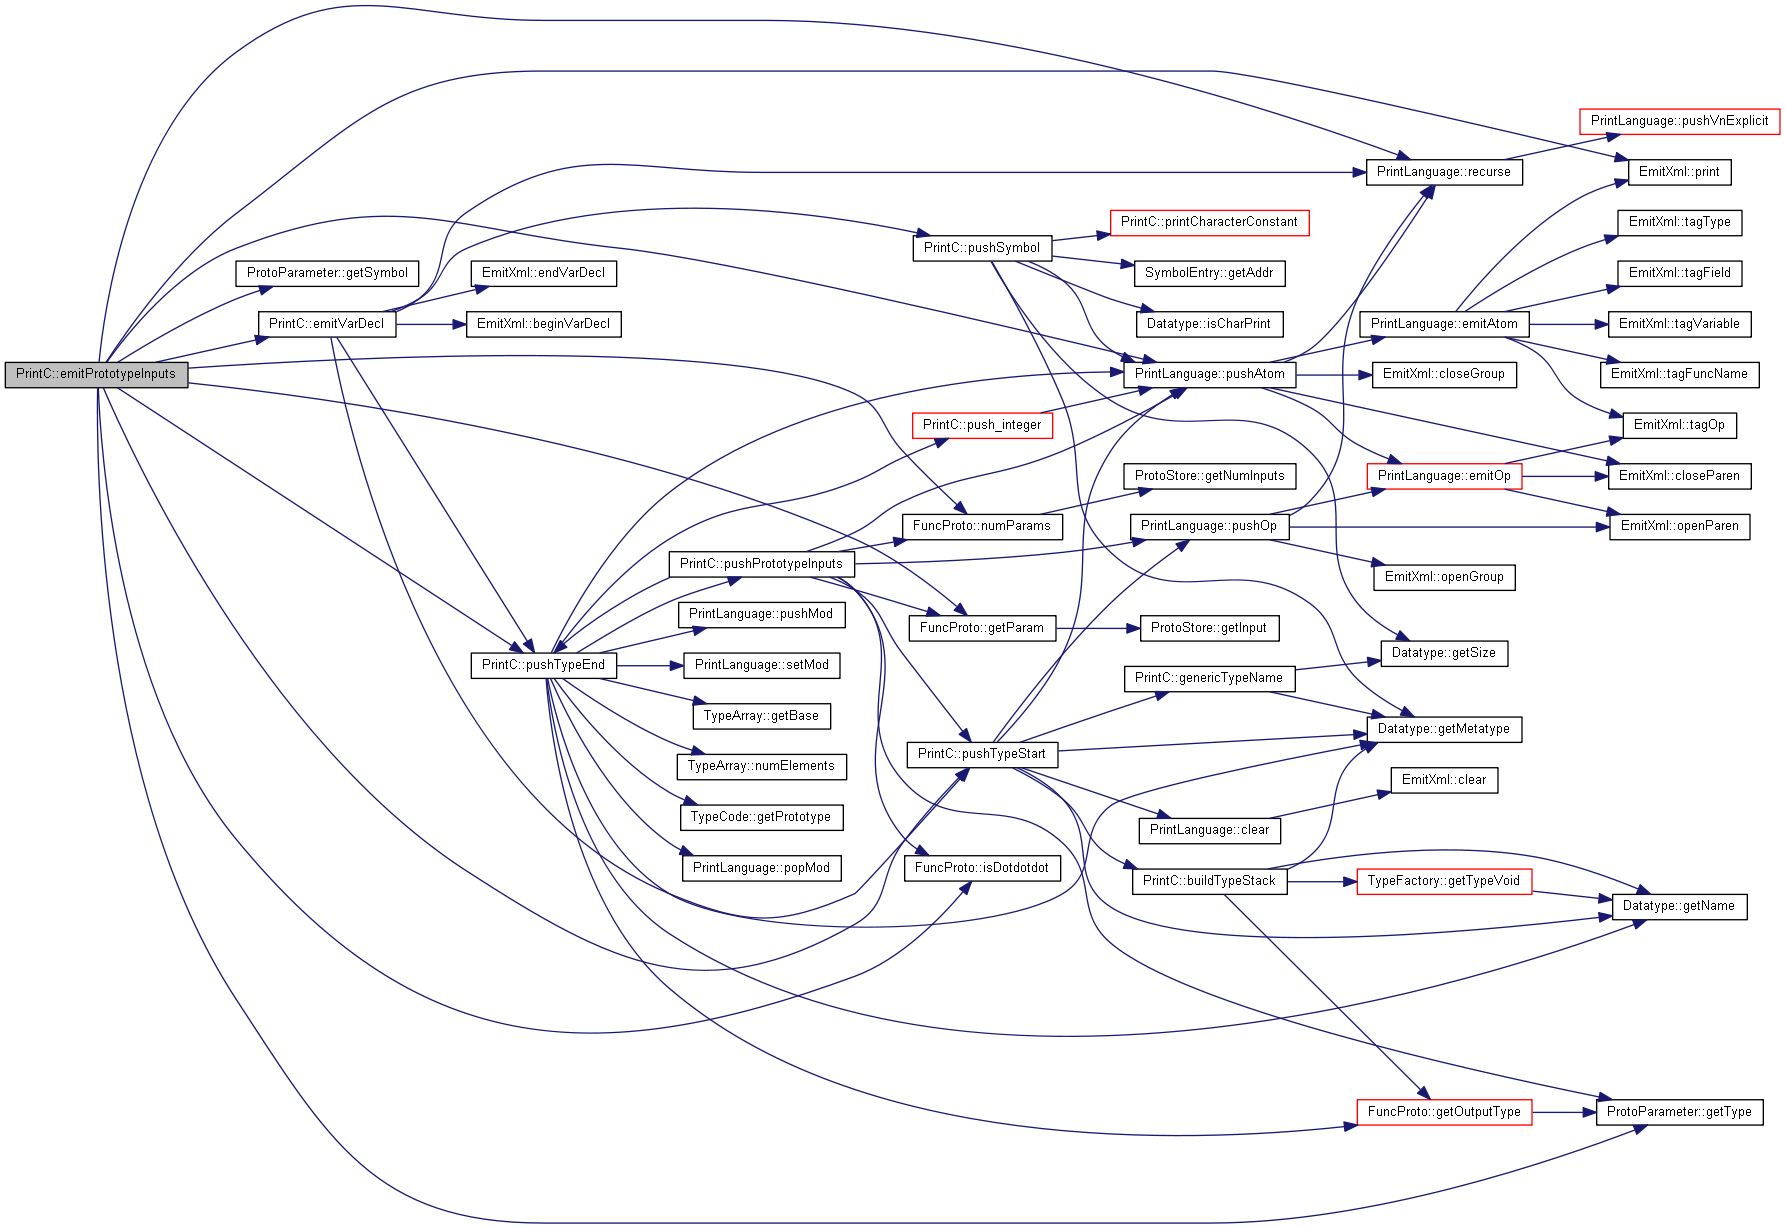 PrintLanguage::pushVnExplicit
PrintLanguage::recurse
EmitXml::print
PrintC::printCharacterConstant
EmitXml::tagType
PrintC::pushSymbol
ProtoParameter::getSymbol
EmitXml::endVarDecl
SymbolEntry::getAddr
EmitXml::tagField
PrintC::emitVarDecl
EmitXml::beginVarDecl
Datatype::isCharPrint
PrintLanguage::emitAtom
EmitXml::tagVariable
PrintC::emitPrototypeInputs
PrintLanguage::pushAtom
EmitXml::closeGroup
EmitXml::tagFuncName
PrintC::push_integer
EmitXml::tagOp
ProtoStore::getNumInputs
PrintLanguage::emitOp
EmitXml::closeParen
FuncProto::numParams
PrintLanguage::pushOp
EmitXml::openParen
PrintC::pushPrototypeInputs
EmitXml::openGroup
PrintLanguage::pushMod
FuncProto::getParam
ProtoStore::getInput
PrintC::pushTypeEnd
PrintLanguage::setMod
Datatype::getSize
PrintC::genericTypeName
TypeArray::getBase
Datatype::getMetatype
PrintC::pushTypeStart
TypeArray::numElements
EmitXml::clear
TypeCode::getPrototype
PrintLanguage::clear
PrintLanguage::popMod
FuncProto::isDotdotdot
PrintC::buildTypeStack
TypeFactory::getTypeVoid
Datatype::getName
FuncProto::getOutputType
ProtoParameter::getType